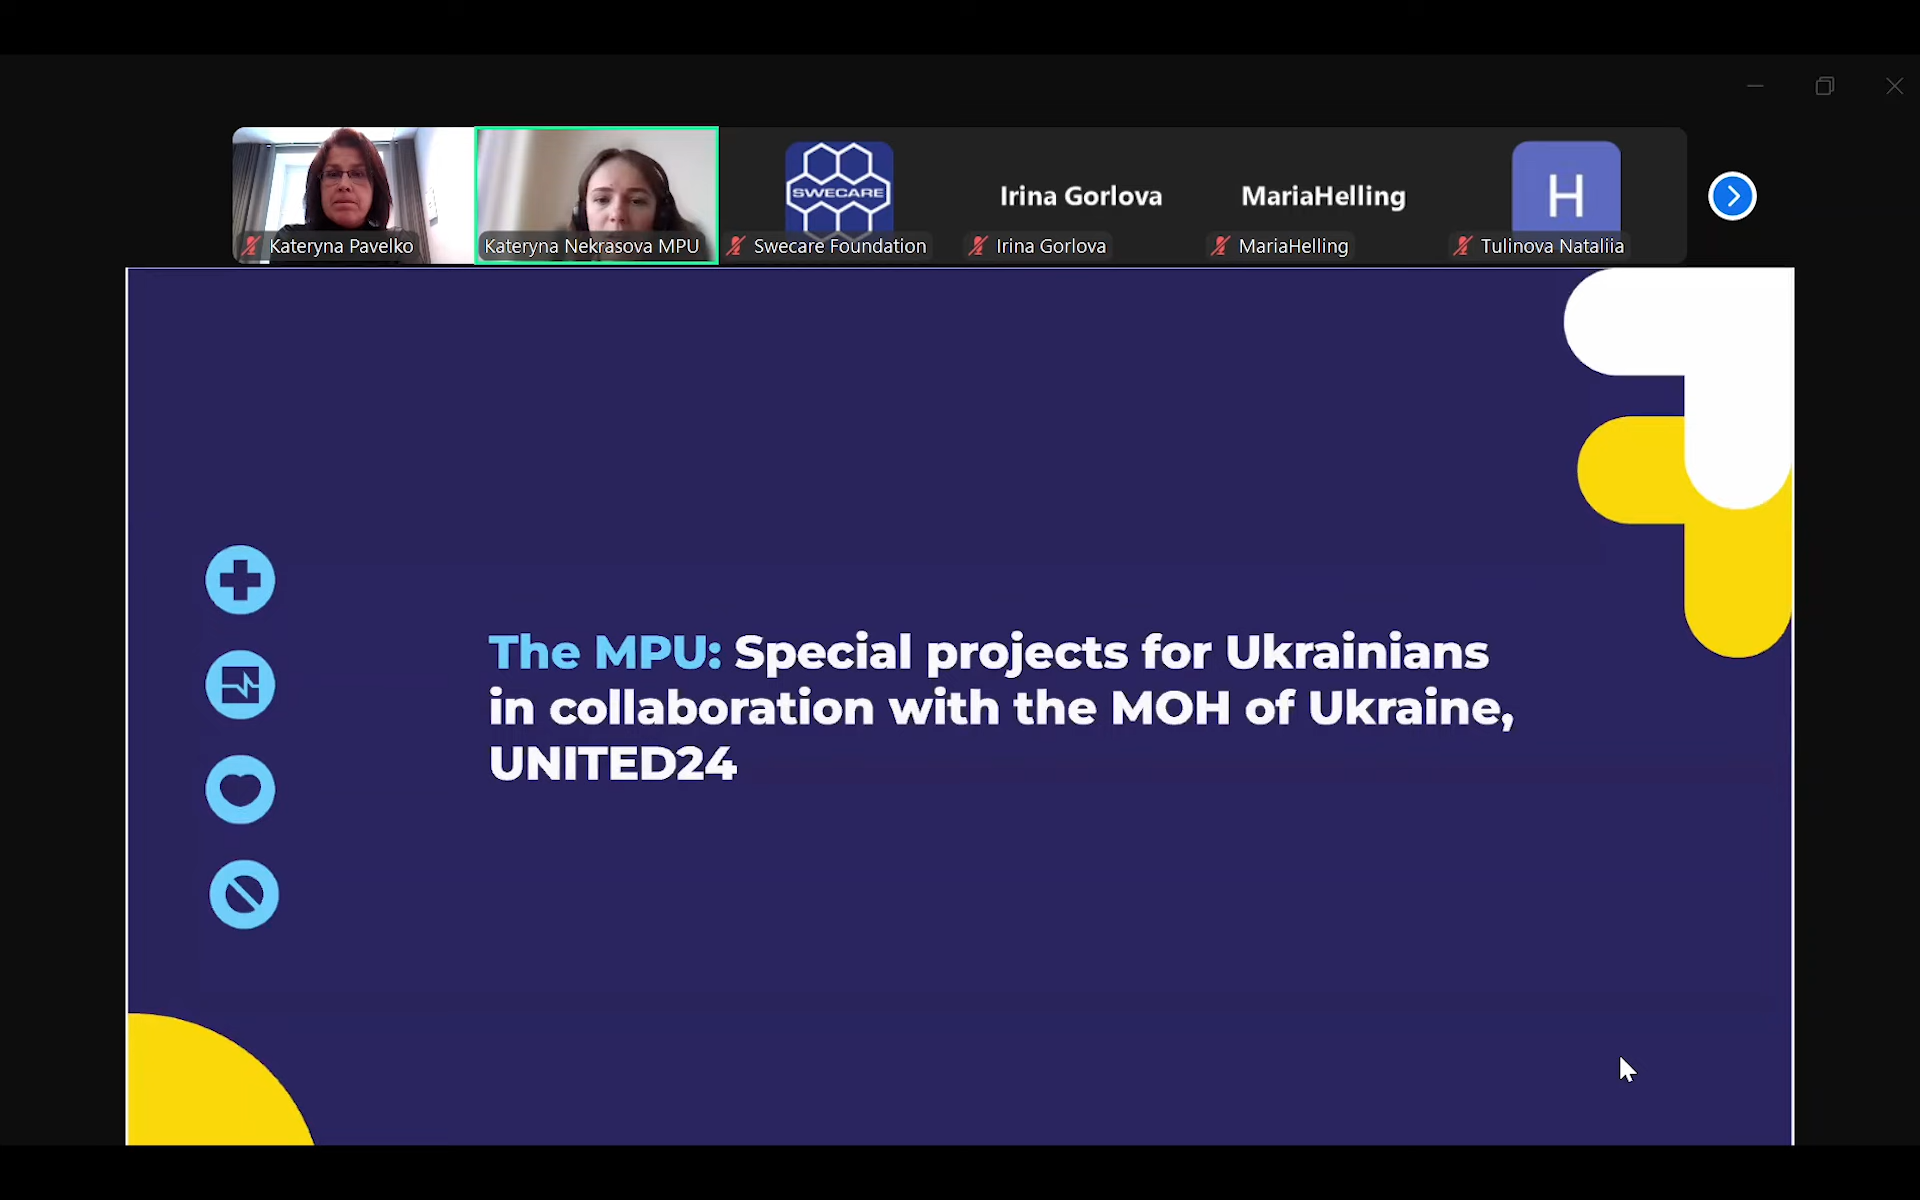 SWECARE
Irina Gorlova
MariaHelling
H
Kateryna Pavelko
Kateryna Nekrasova MPU
Swecare Foundation
Irina Gorlova
MariaHelling
Tulinova Nataliia
The MPU: Special projects for Ukrainians
in collaboration with the MOH of Ukraine,
UNITED24